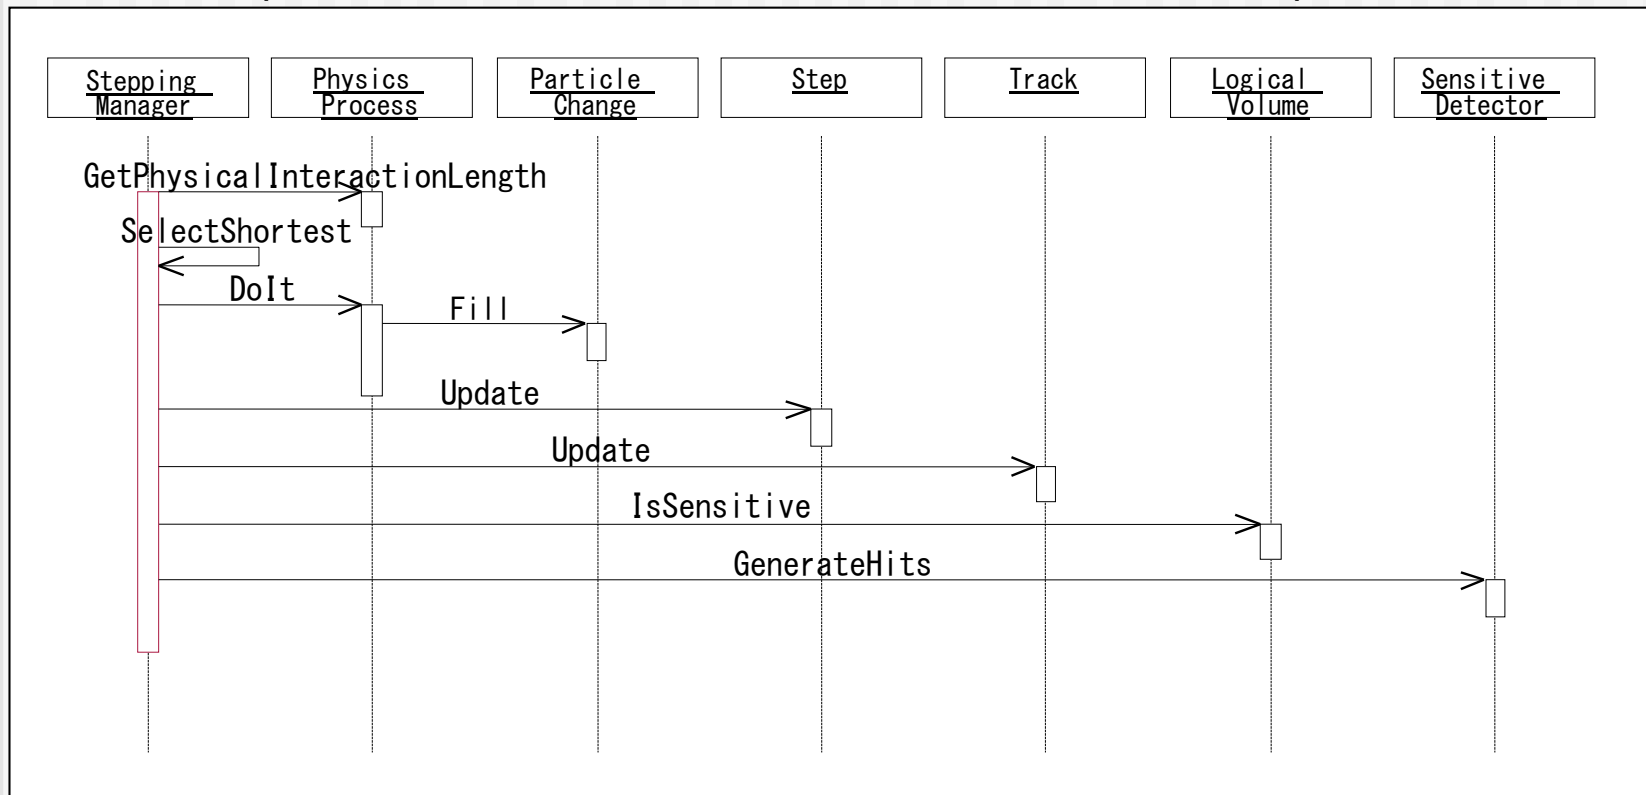 Stepping
Manager
Physics
Process
Particle
Change
Step
Track
Logical
Volume
Sensitive
Detector
GetPhysicalInteractionLength
SelectShortest
DoIt
Fill
Update
Update
IsSensitive
GenerateHits